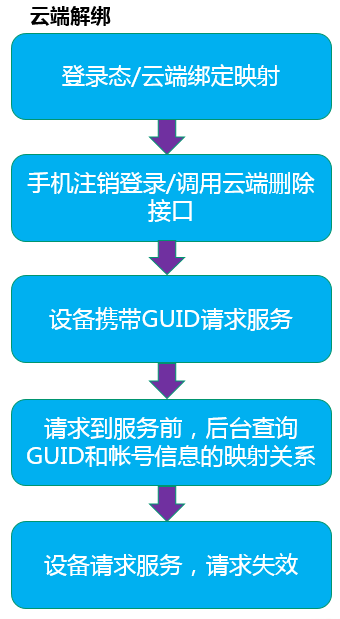 云端解绑
登录态/云端绑定映射
手机注销登录/调用云端删除
接口
设备携带GUID请求服务
请求到服务前，后台查询
GUID和帐号信息的映射关系
设备请求服务，请求失效